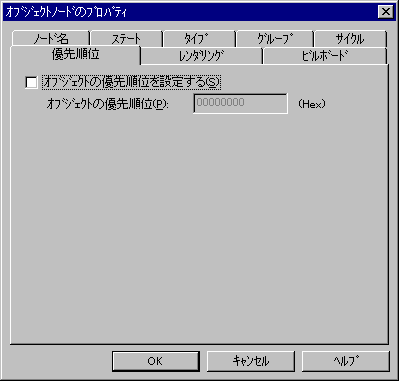 ｵﾌﾞｼﾞｪｸﾄﾉｰﾄﾞのﾌﾟﾛﾊﾟﾃｨ
ﾉｰﾄﾞ名 ｽﾃｰﾄ ﾀｲﾌﾟ ｸﾞﾙｰﾌﾟ ｻｲｸﾙ
優先順位 ﾚﾝﾀﾞﾘﾝｸﾞ ﾋﾞﾙﾎﾞｰﾄﾞ
ｵﾌﾞｼﾞｪｸﾄの優先順位を設定する(S)
ｵﾌﾞｼﾞｪｸﾄの優先順位(P): 00000000 (Hex)
OK ｷｬﾝｾﾙ ﾍﾙﾌﾟ